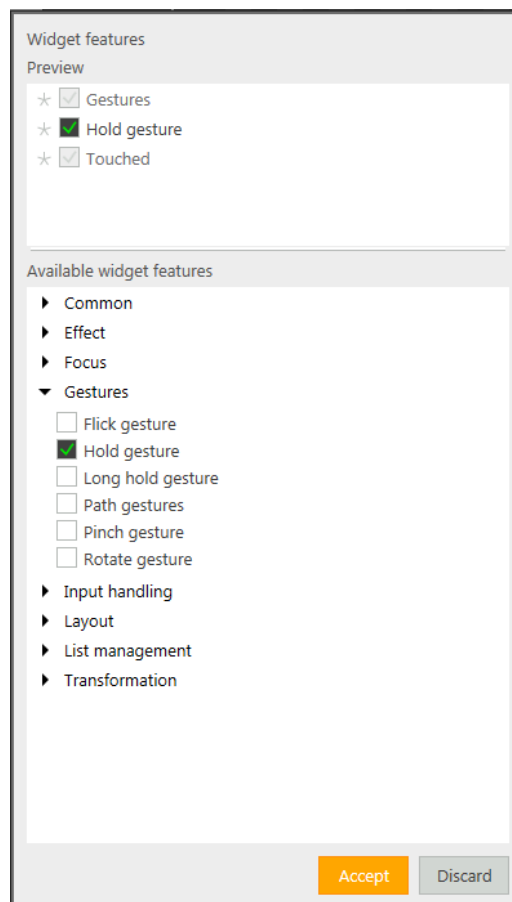 Widget features
Preview
Gestures
Hold gesture
Touched
Available widget features
Common
Effect
Focus
Gestures
Flick gesture
Hold gesture
Long hold gesture
Path gestures
Pinch gesture
Rotate gesture
Input handling
Layout
List management
Transformation
Accept Discard